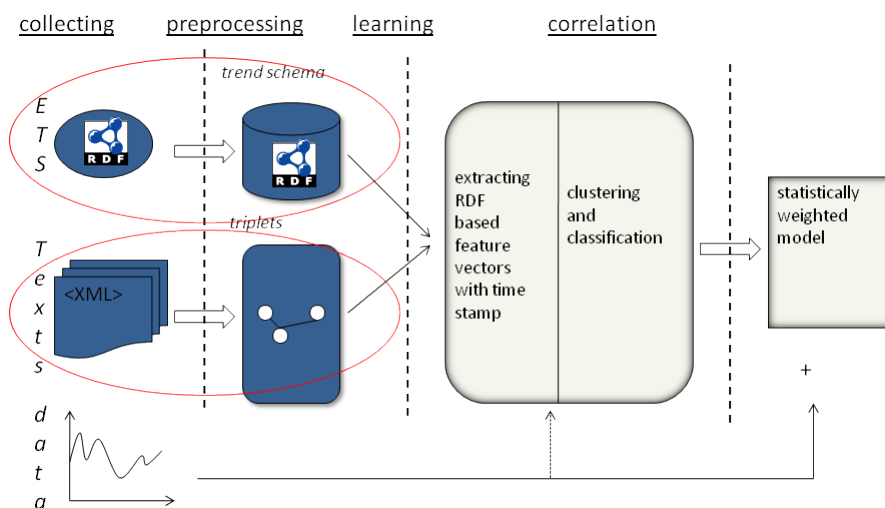 collecting
preprocessing
learning
correlation
trend schema
E
T
S
RDF
RDF
triplets
T
e
x
t
s
<XML>
extracting
RDF
based
feature
vectors
with time
stamp
clustering
and
classification
statistically
weighted
model
+
d
a
t
a